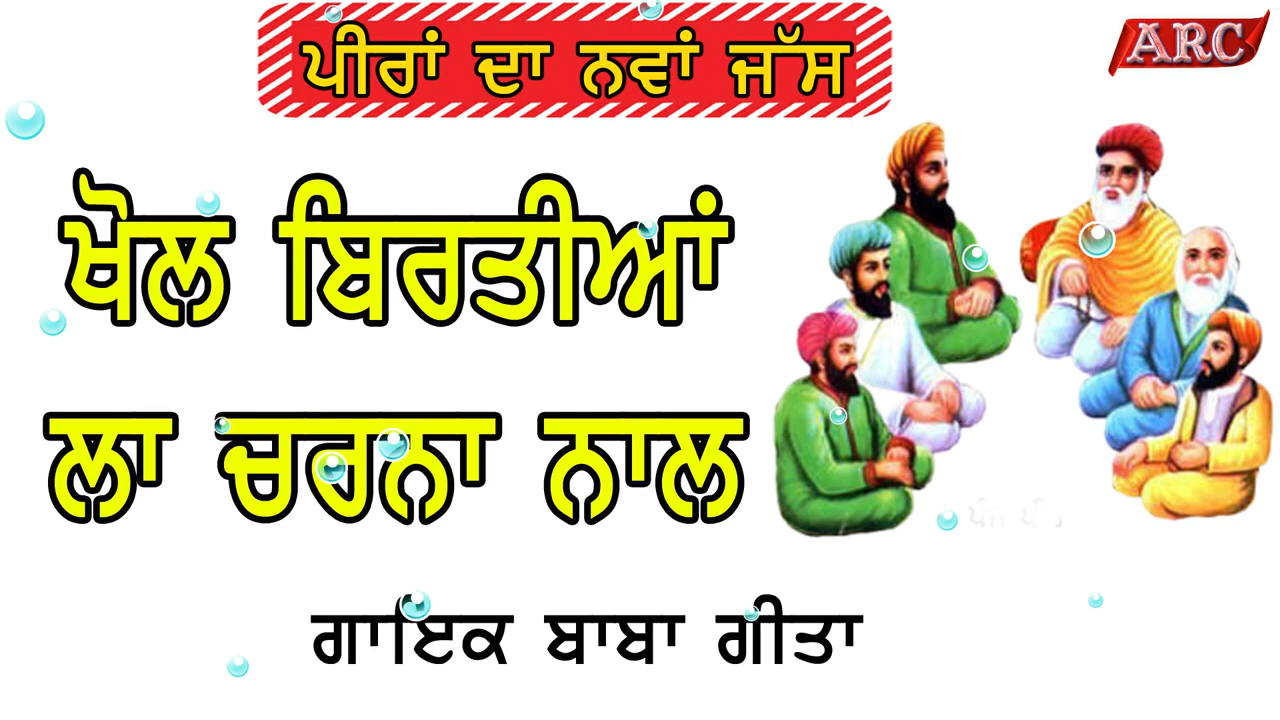 ਪੀਰਾਂ ਦਾ ਨਵਾਂ ਜੱਸ
ARC
ਖੋਲ ਬਿਰਤੀਆਂ
ਲਾ ਚਰਨਾ ਨਾਲ
ਗਾਇਕ ਬਾਬਾ ਗੀਤਾ